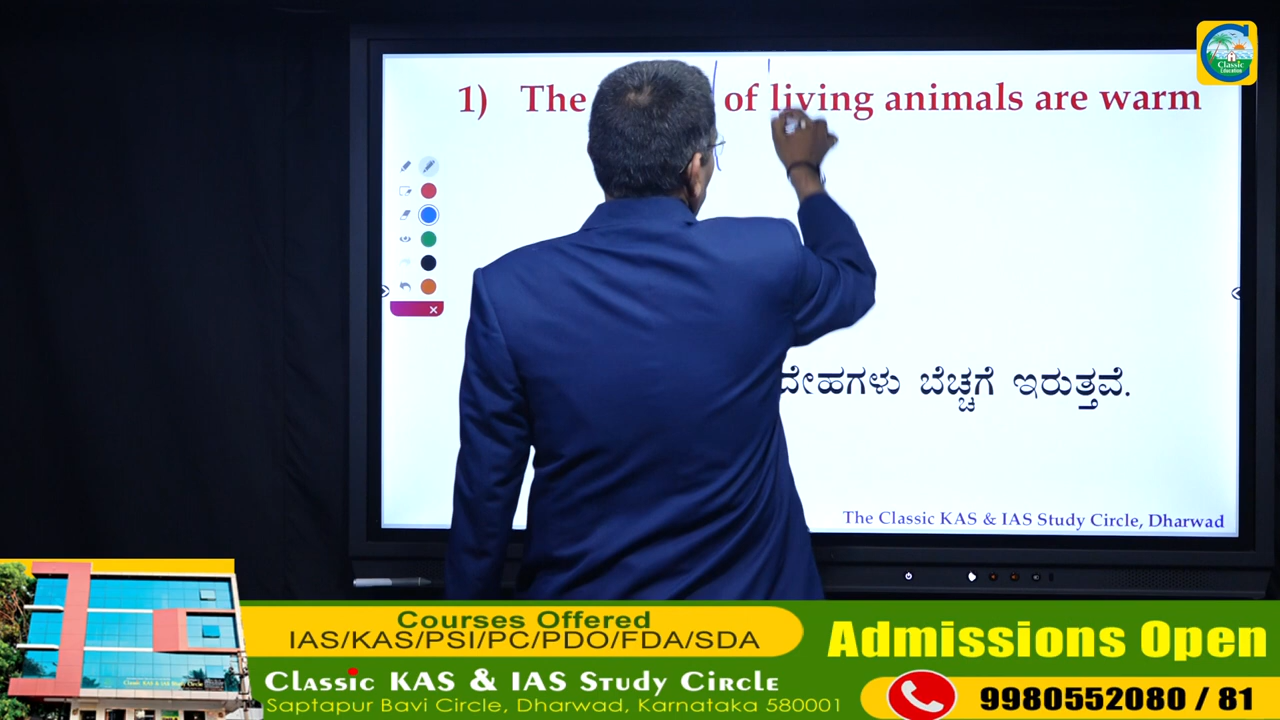 Classic
Education
1) The of living animals are warm
ದೇಹಗಳು ಬೆಚ್ಚಗೆ ಇರುತ್ತವೆ.
The Classic KAS & IAS Study Circle, Dharwad
Courses Offered
IAS/KAS/PSI/PC/PDO/FDA/SDA
Classic KAS & IAS Study Circle
Saptapur Bavi Circle, Dharwad, Karnataka 580001
Admissions Open
9980552080 / 81